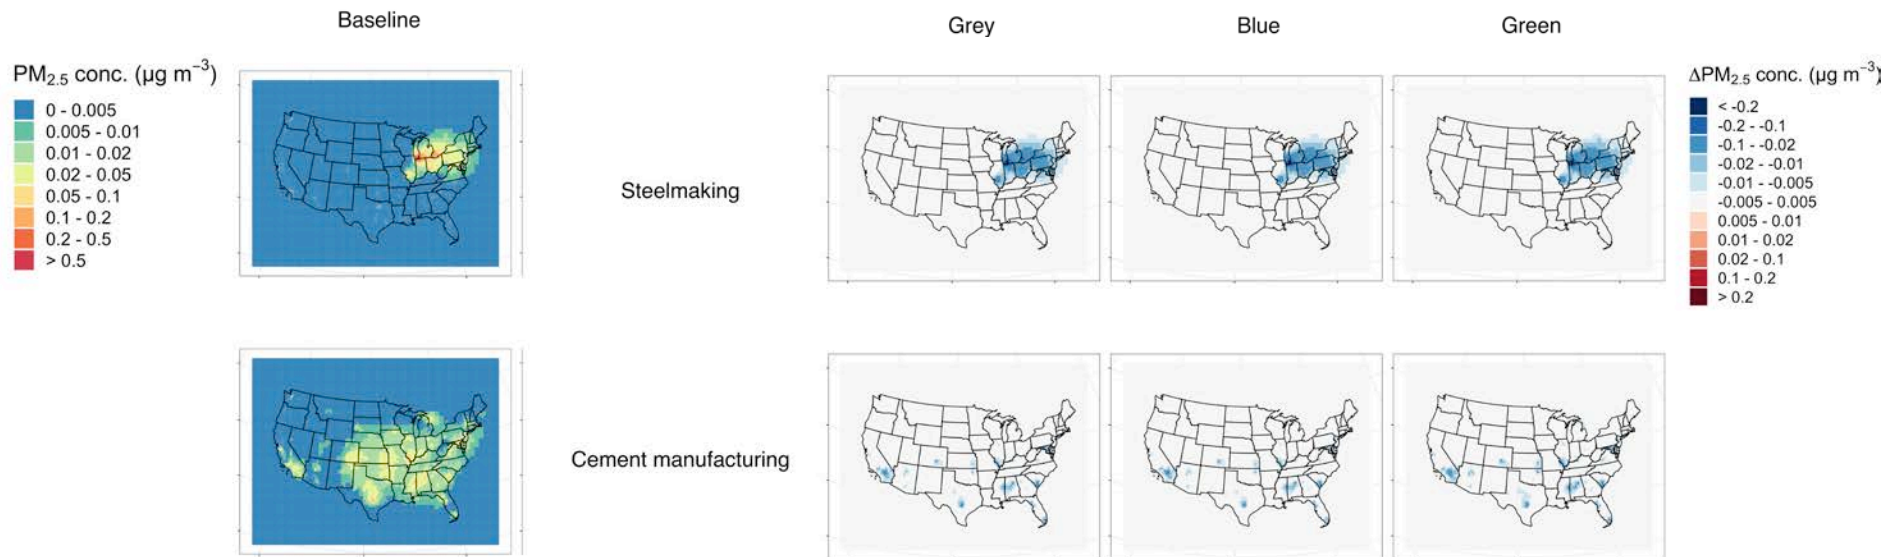 Baseline
Grey
Blue
Green
PM2.5 conc. (µg m−3)
0 - 0.005
0.005 - 0.01
0.01 - 0.02
0.02 - 0.05
0.05 - 0.1
0.1 - 0.2
0.2 - 0.5
> 0.5
Steelmaking
ΔPM2.5 conc. (µg m−3)
< -0.2
-0.2 - -0.1
-0.1 - -0.02
-0.02 - -0.01
-0.01 - -0.005
-0.005 - 0.005
0.005 - 0.01
0.01 - 0.02
0.02 - 0.1
0.1 - 0.2
> 0.2
Cement manufacturing